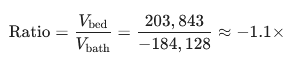 Ratio = V_bed / V_bath = 203,843 / −184,128 ≈ −1.1×